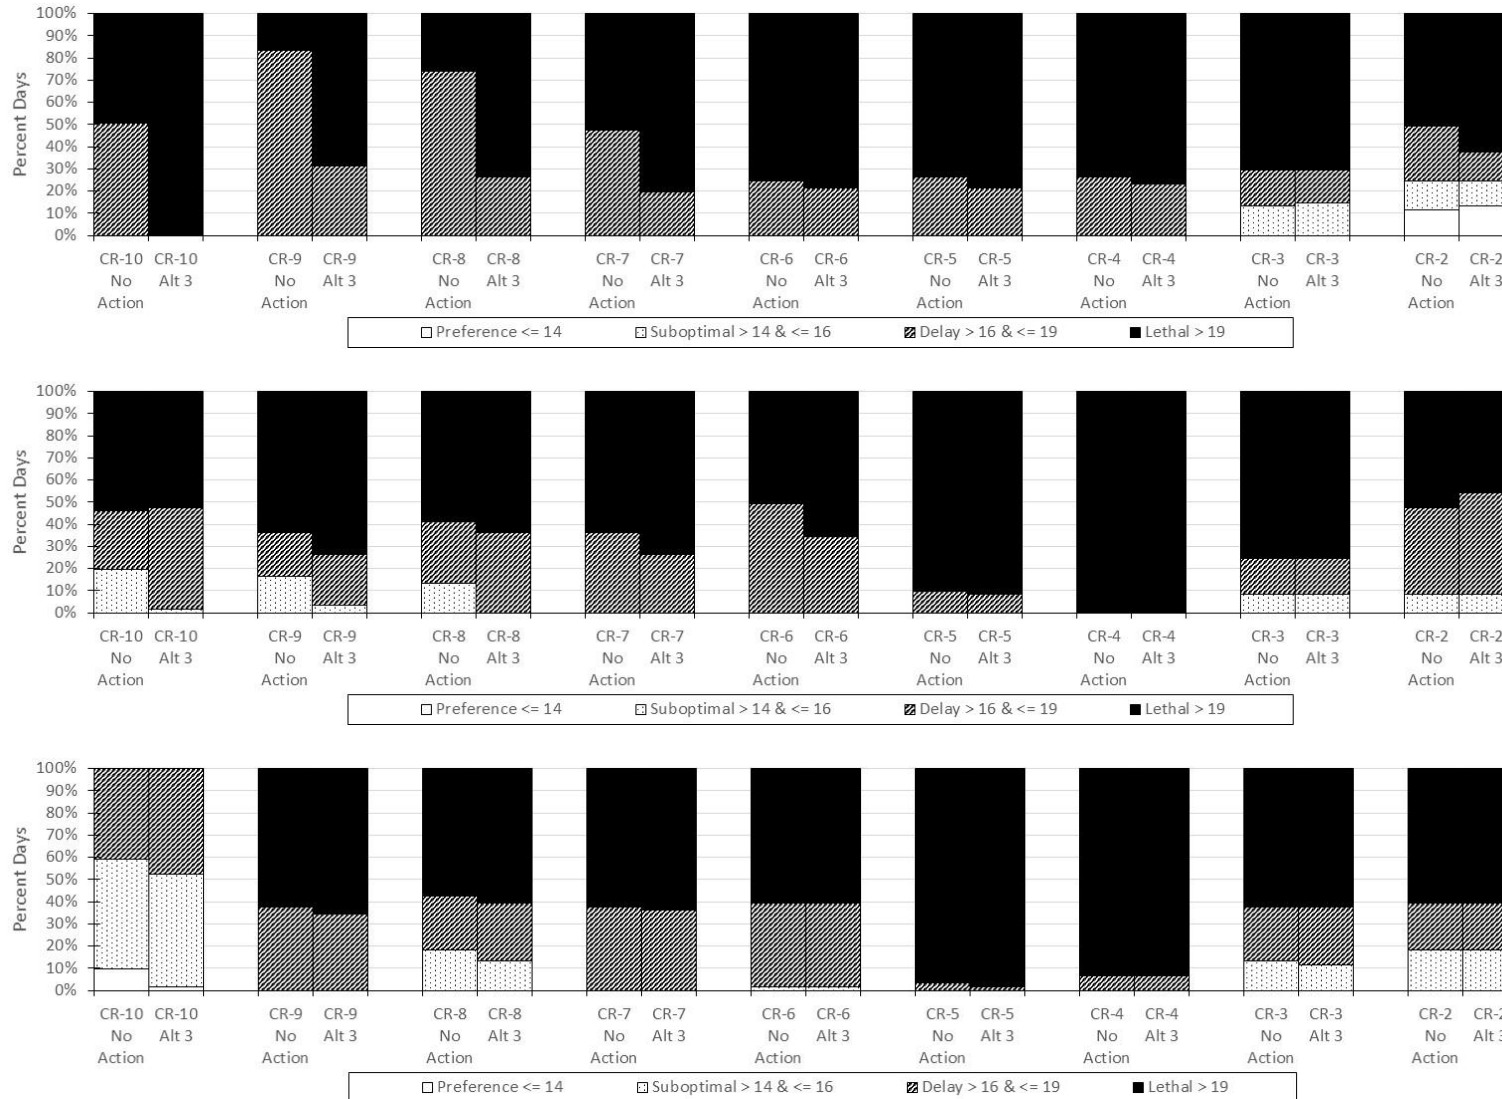 100%
90%
80%
70%
60%
50%
40%
30%
20%
10%
0%
Percent Days
CR-10 CR-10 CR-9 CR-9 CR-8 CR-8 CR-7 CR-7 CR-6 CR-6 CR-5 CR-5 CR-4 CR-4 CR-3 CR-3 CR-2 CR-2
No Alt 3 No Alt 3 No Alt 3 No Alt 3 No Alt 3 No Alt 3 No Alt 3 No Alt 3 No Alt 3
Action Action Action Action Action Action Action Action Action
Preference <= 14 Suboptimal > 14 & <= 16 Delay > 16 & <= 19 Lethal > 19
100%
90%
80%
70%
60%
50%
40%
30%
20%
10%
0%
Percent Days
CR-10 CR-10 CR-9 CR-9 CR-8 CR-8 CR-7 CR-7 CR-6 CR-6 CR-5 CR-5 CR-4 CR-4 CR-3 CR-3 CR-2 CR-2
No Alt 3 No Alt 3 No Alt 3 No Alt 3 No Alt 3 No Alt 3 No Alt 3 No Alt 3 No Alt 3
Action Action Action Action Action Action Action Action Action
Preference <= 14 Suboptimal > 14 & <= 16 Delay > 16 & <= 19 Lethal > 19
100%
90%
80%
70%
60%
50%
40%
30%
20%
10%
0%
Percent Days
CR-10 CR-10 CR-9 CR-9 CR-8 CR-8 CR-7 CR-7 CR-6 CR-6 CR-5 CR-5 CR-4 CR-4 CR-3 CR-3 CR-2 CR-2
No Alt 3 No Alt 3 No Alt 3 No Alt 3 No Alt 3 No Alt 3 No Alt 3 No Alt 3 No Alt 3
Action Action Action Action Action Action Action Action Action
Preference <= 14 Suboptimal > 14 & <= 16 Delay > 16 & <= 19 Lethal > 19